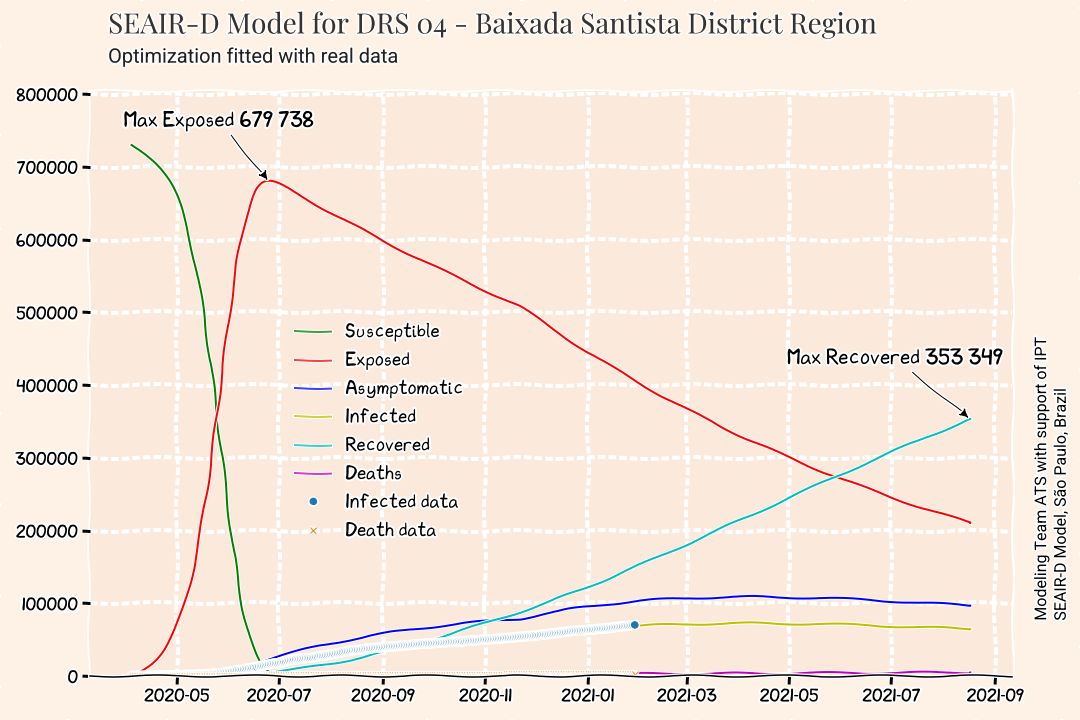 SEAIR-D Model for DRS 04 - Baixada Santista District Region
Optimization fitted with real data
800000
700000
600000
500000
400000
300000
200000
100000
0
Max Exposed 679 738
Max Recovered 353 349
Susceptible
Exposed
Asymptomatic
Infected
Recovered
Deaths
Infected data
Death data
2020-05
2020-07
2020-09
2020-11
2021-01
2021-03
2021-05
2021-07
2021-09
Modeling Team ATS with support of IPT
SEAIR-D Model, São Paulo, Brazil